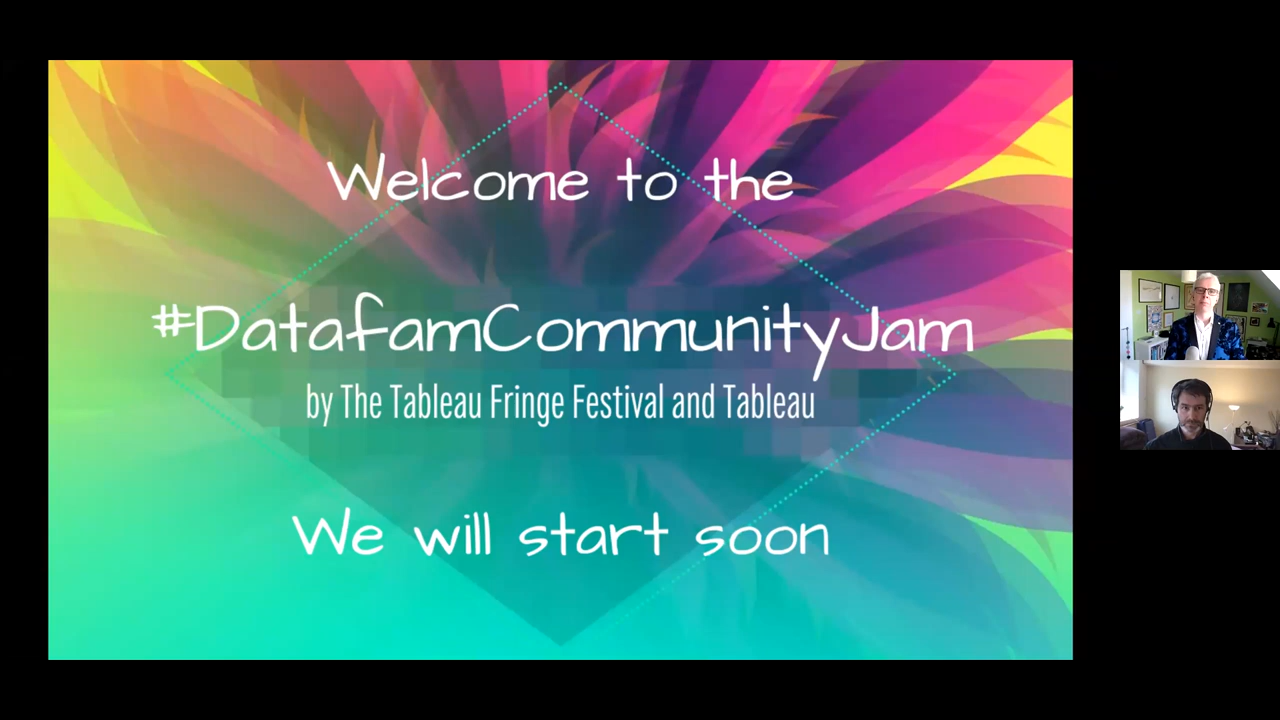 Welcome to the
#DatafamCommunityJam
by The Tableau Fringe Festival and Tableau
We will start soon